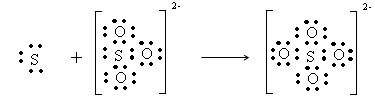 S + [O S O O]²⁻ ⟶ [O O S O O]²⁻